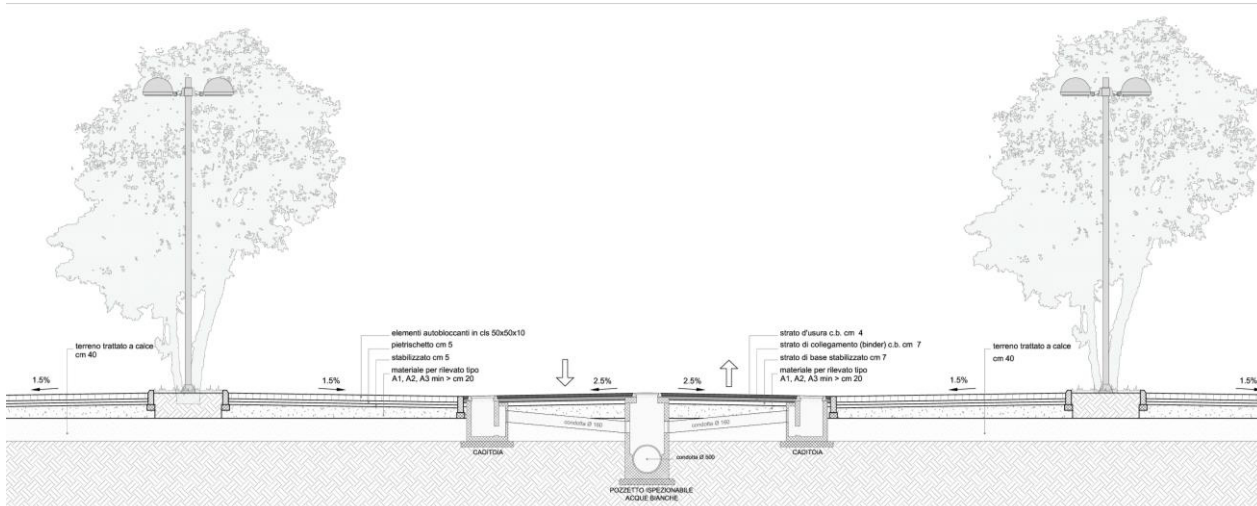 elementi autobloccanti in cls 50x50x10
pietrischetto cm 5
stabilizzato cm 5
materiale per rilevato tipo
A1, A2, A3 min > cm 20
strato d'usura c.b. cm 4
strato di collegamento (binder) c.b. cm 7
strato di base stabilizzato cm 7
materiale per rilevato tipo
A1, A2, A3 min > cm 20
terreno trattato a calce
cm 40
terreno trattato a calce
cm 40
1.5%
1.5%
2.5%
2.5%
1.5%
1.5%
condotta Ø 160
condotta Ø 160
CADITOIA
CADITOIA
condotta Ø 500
POZZETTO ISPEZIONABILE
ACQUE BIANCHE